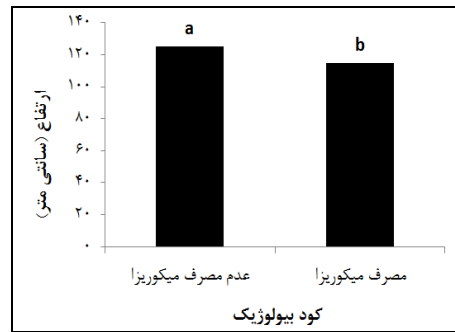 ۱۴۰
۱۲۰
۱۰۰
۸۰
۶۰
۴۰
۲۰
۰
ارتفاع (سانتی متر)
a
b
عدم مصرف میکوریزا
مصرف میکوریزا
کود بیولوژیک